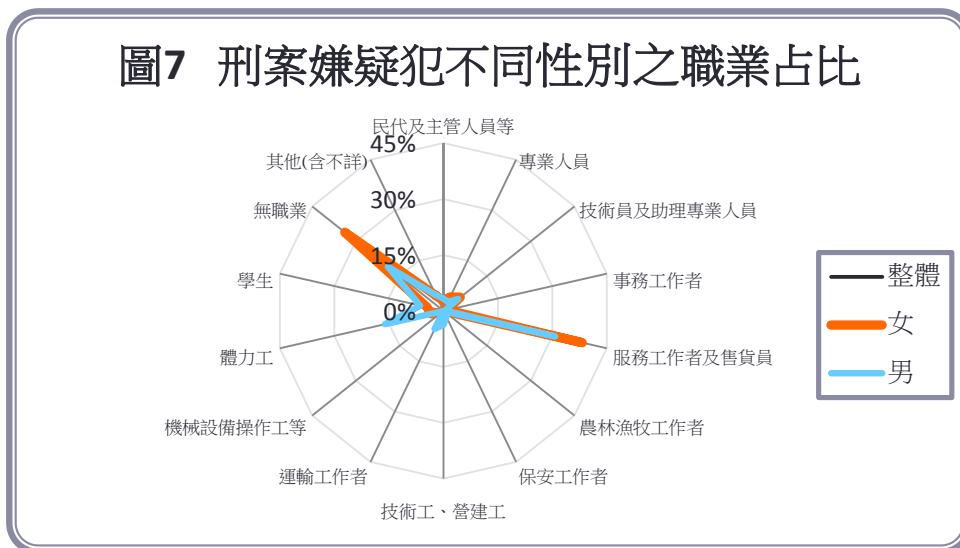 圖7 刑案嫌疑犯不同性別之職業占比
民代及主管人員等
專業人員
技術員及助理專業人員
事務工作者
服務工作者及售貨員
農林漁牧工作者
保安工作者
技術工、營建工
運輸工作者
機械設備操作工等
體力工
學生
無職業
其他(含不詳)
45%
30%
15%
0%
整體
女
男